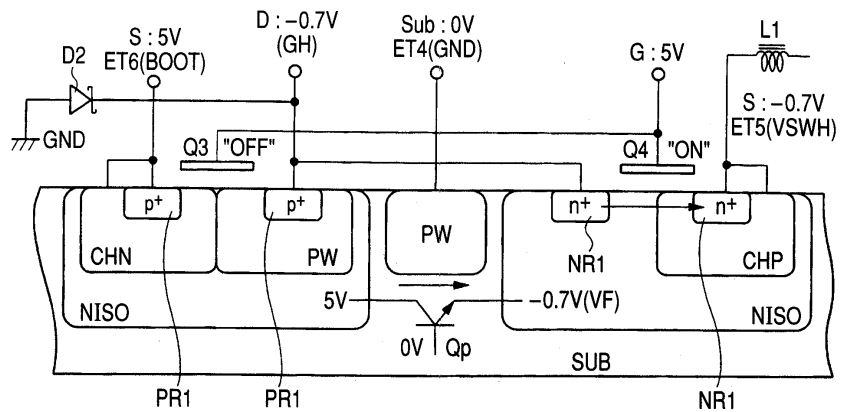 D2
S : 5V
ET6(BOOT)
D : −0.7V
(GH)
Sub : 0V
ET4(GND)
G : 5V
L1
S : −0.7V
ET5(VSWH)
GND
Q3 "OFF"
Q4 "ON"
p+
p+
n+
n+
CHN
PW
PW
NR1
CHP
NISO
5V
−0.7V(VF)
NISO
0V
Qp
SUB
PR1
PR1
NR1